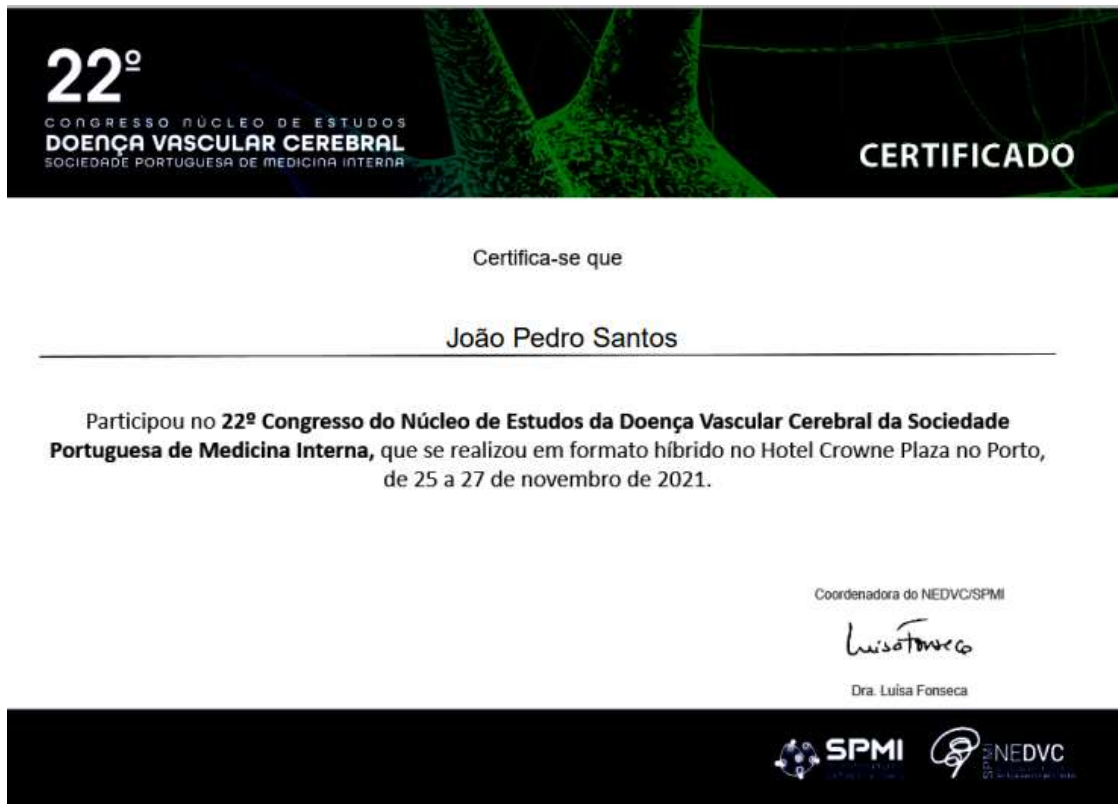 22º
CONGRESSO NÚCLEO DE ESTUDOS
DOENÇA VASCULAR CEREBRAL
SOCIEDADE PORTUGUESA DE MEDICINA INTERNA
CERTIFICADO
Certifica-se que
João Pedro Santos
Participou no 22º Congresso do Núcleo de Estudos da Doença Vascular Cerebral da Sociedade
Portuguesa de Medicina Interna, que se realizou em formato híbrido no Hotel Crowne Plaza no Porto,
de 25 a 27 de novembro de 2021.
Coordenadora do NEDVC/SPMI
Luisa Fonseca
Dra. Luísa Fonseca
SPMI
SPMI NEDVC